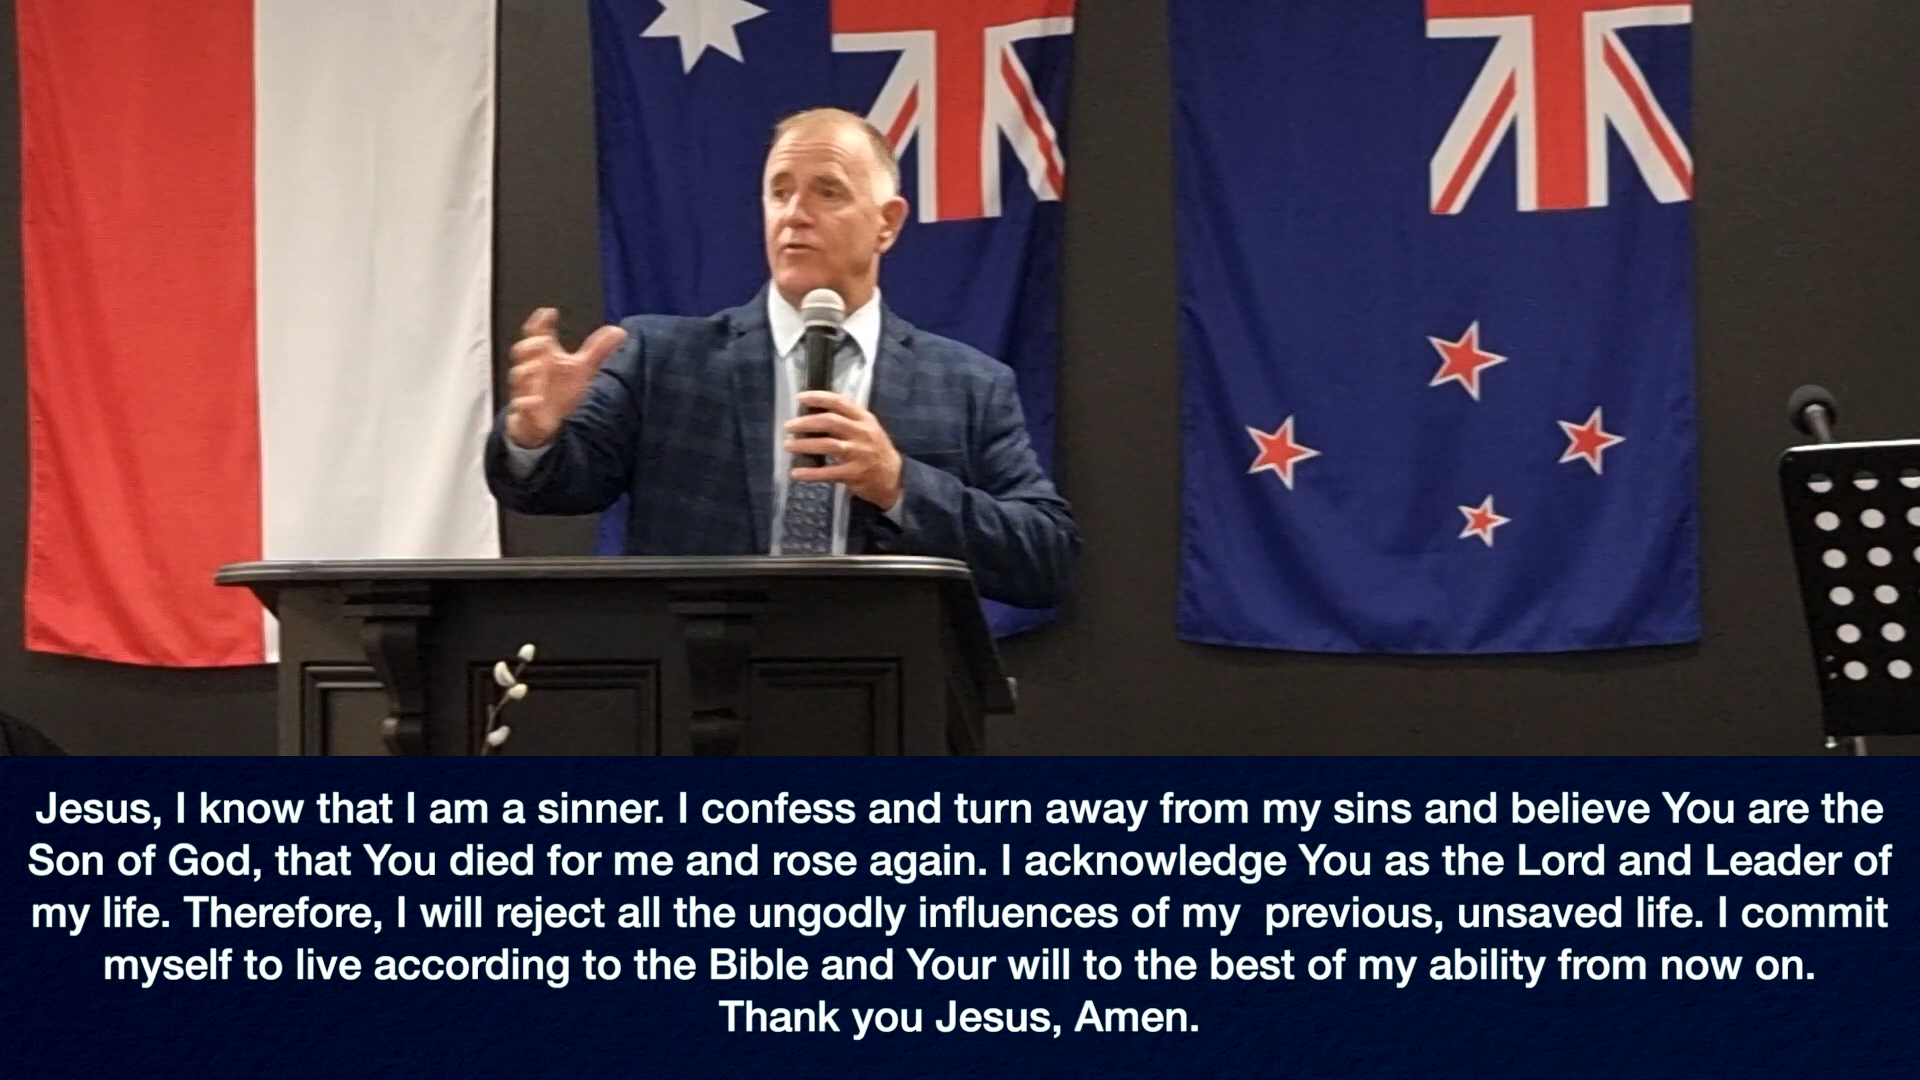 Jesus, I know that I am a sinner. I confess and turn away from my sins and believe You are the
Son of God, that You died for me and rose again. I acknowledge You as the Lord and Leader of
my life. Therefore, I will reject all the ungodly influences of my  previous, unsaved life. I commit
myself to live according to the Bible and Your will to the best of my ability from now on.
Thank you Jesus, Amen.